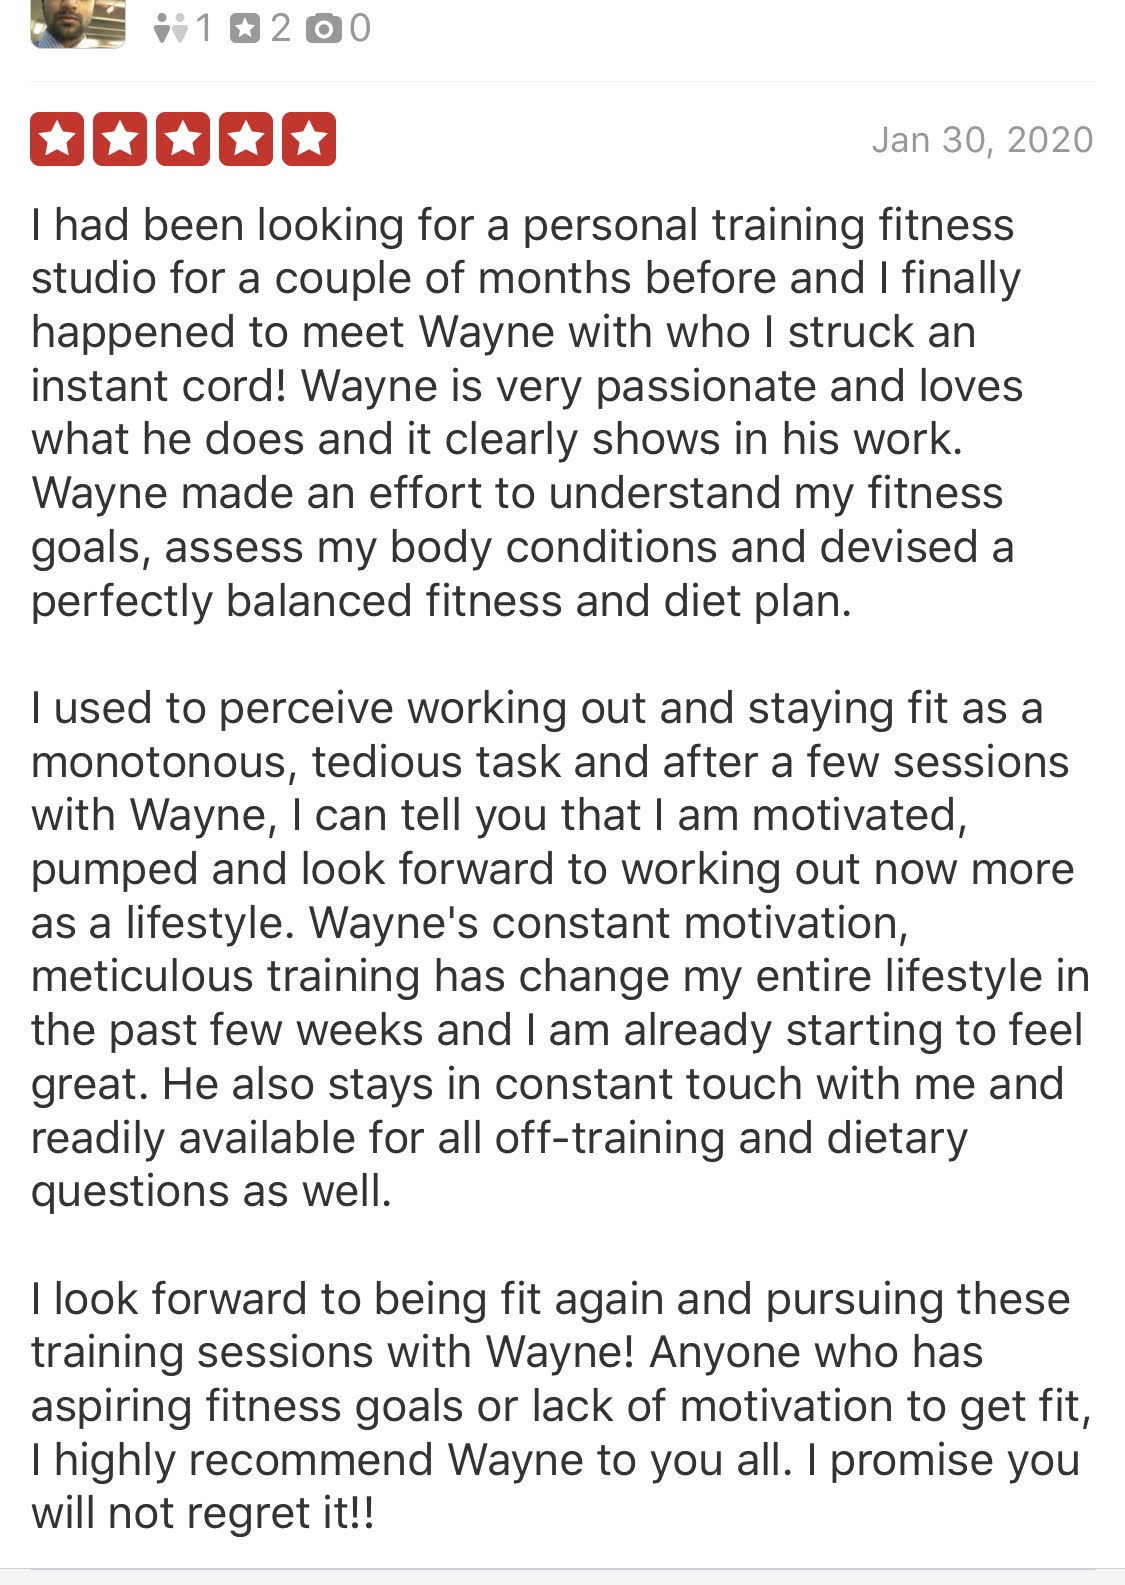 1 2 0
Jan 30, 2020
I had been looking for a personal training fitness
studio for a couple of months before and I finally
happened to meet Wayne with who I struck an
instant cord! Wayne is very passionate and loves
what he does and it clearly shows in his work.
Wayne made an effort to understand my fitness
goals, assess my body conditions and devised a
perfectly balanced fitness and diet plan.
I used to perceive working out and staying fit as a
monotonous, tedious task and after a few sessions
with Wayne, I can tell you that I am motivated,
pumped and look forward to working out now more
as a lifestyle. Wayne's constant motivation,
meticulous training has change my entire lifestyle in
the past few weeks and I am already starting to feel
great. He also stays in constant touch with me and
readily available for all off-training and dietary
questions as well.
I look forward to being fit again and pursuing these
training sessions with Wayne! Anyone who has
aspiring fitness goals or lack of motivation to get fit,
I highly recommend Wayne to you all. I promise you
will not regret it!!